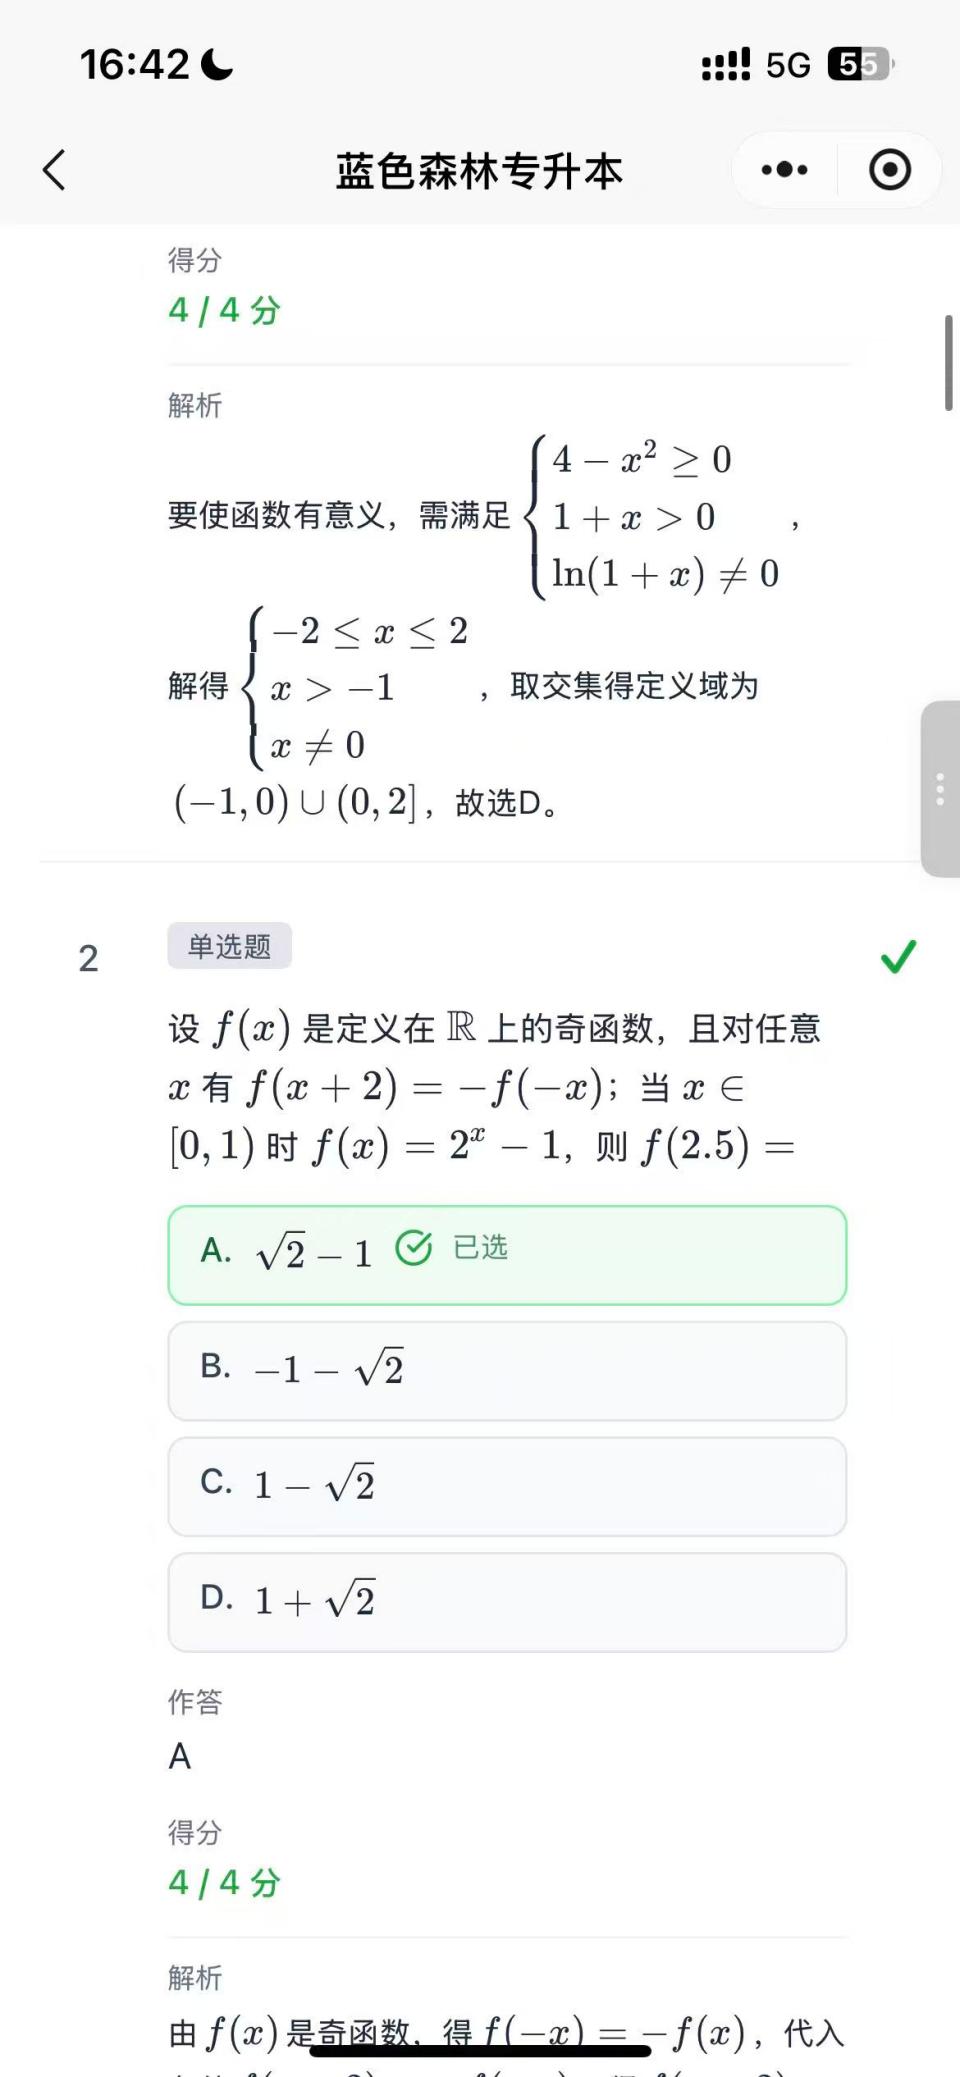 16:42
5G 55
蓝色森林专升本
得分
4 / 4 分
解析
要使函数有意义，需满足 { 4 − x² ≥ 0
1 + x > 0
ln(1 + x) ≠ 0 ，
解得 { −2 ≤ x ≤ 2
x > −1
x ≠ 0 ，取交集得定义域为
(−1, 0) ∪ (0, 2]，故选D。
2
单选题
设 f(x) 是定义在 ℝ 上的奇函数，且对任意
x 有 f(x + 2) = −f(−x)；当 x ∈
[0, 1) 时 f(x) = 2ˣ − 1，则 f(2.5) =
A. √2 − 1 已选
B. −1 − √2
C. 1 − √2
D. 1 + √2
作答
A
得分
4 / 4 分
解析
由 f(x) 是奇函数，得 f(−x) = −f(x)，代入